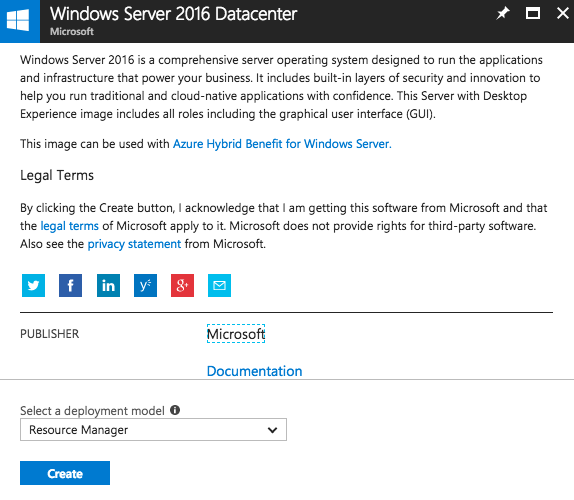 Windows Server 2016 Datacenter
Microsoft
Windows Server 2016 is a comprehensive server operating system designed to run the applications
and infrastructure that power your business. It includes built-in layers of security and innovation to
help you run traditional and cloud-native applications with confidence. This Server with Desktop
Experience image includes all roles including the graphical user interface (GUI).
This image can be used with Azure Hybrid Benefit for Windows Server.
Legal Terms
By clicking the Create button, I acknowledge that I am getting this software from Microsoft and that
the legal terms of Microsoft apply to it. Microsoft does not provide rights for third-party software.
Also see the privacy statement from Microsoft.
f in y g+
PUBLISHER Microsoft
Documentation
Select a deployment model i
Resource Manager
Create